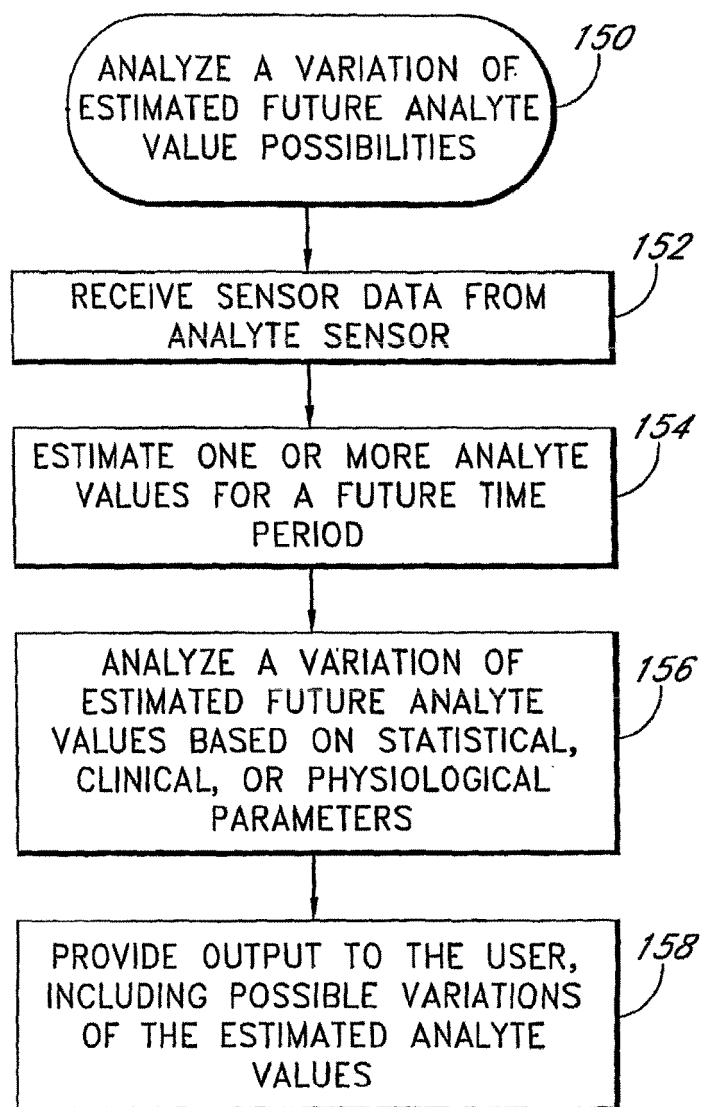 150
ANALYZE A VARIATION OF
ESTIMATED FUTURE ANALYTE
VALUE POSSIBILITIES
152
RECEIVE SENSOR DATA FROM
ANALYTE SENSOR
154
ESTIMATE ONE OR MORE ANALYTE
VALUES FOR A FUTURE TIME
PERIOD
156
ANALYZE A VARIATION OF
ESTIMATED FUTURE ANALYTE
VALUES BASED ON STATISTICAL,
CLINICAL, OR PHYSIOLOGICAL
PARAMETERS
158
PROVIDE OUTPUT TO THE USER,
INCLUDING POSSIBLE VARIATIONS
OF THE ESTIMATED ANALYTE
VALUES